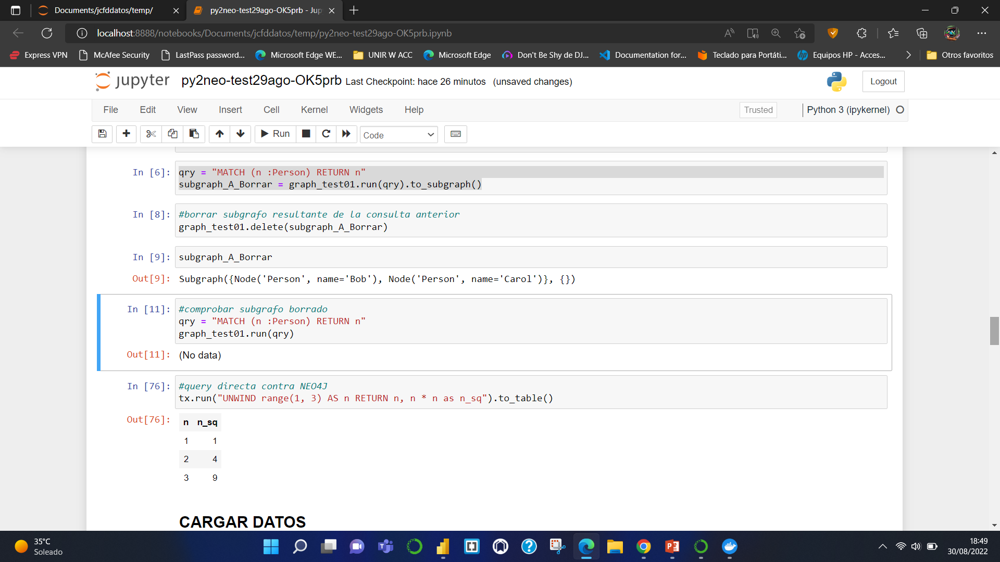 Documents/jcfddatos/temp/
py2neo-test29ago-OK5prb - Jup
localhost:8888/notebooks/Documents/jcfddatos/temp/py2neo-test29ago-OK5prb.ipynb
Express VPN
McAfee Security
LastPass password...
Microsoft Edge WE...
UNIR W ACC
Microsoft Edge
Don't Be Shy de DJ...
Documentation for...
Teclado para Portáti...
Equipos HP - Acces...
Otros favoritos
jupyter
py2neo-test29ago-OK5prb
Last Checkpoint: hace 26 minutos (unsaved changes)
Logout
File Edit View Insert Cell Kernel Widgets Help
Trusted
Python 3 (ipykernel)
Run
Code
In [6]: qry = "MATCH (n :Person) RETURN n"
subgraph_A_Borrar = graph_test01.run(qry).to_subgraph()
In [8]: #borrar subgrafo resultante de la consulta anterior
graph_test01.delete(subgraph_A_Borrar)
In [9]: subgraph_A_Borrar
Out[9]: Subgraph({Node('Person', name='Bob'), Node('Person', name='Carol')}, {})
In [11]: #comprobar subgrafo borrado
qry = "MATCH (n :Person) RETURN n"
graph_test01.run(qry)
Out[11]: (No data)
In [76]: #query directa contra NEO4J
tx.run("UNWIND range(1, 3) AS n RETURN n, n * n as n_sq").to_table()
Out[76]: n n_sq
1 1
2 4
3 9
CARGAR DATOS
35°C
Soleado
18:49
30/08/2022